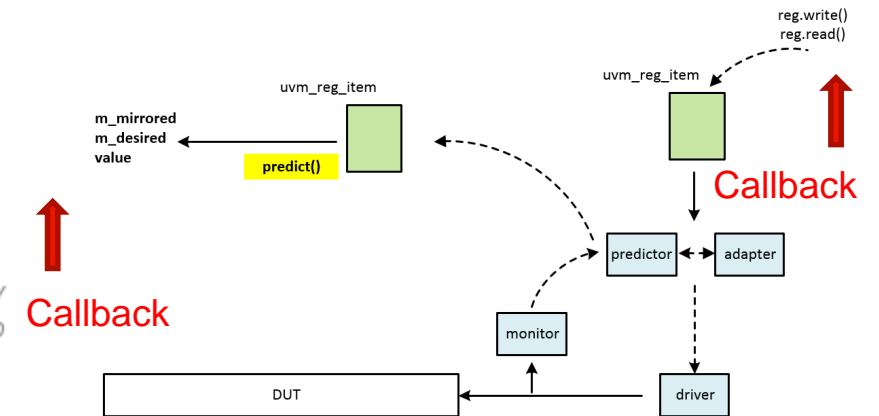 reg.write()
reg.read()
uvm_reg_item
uvm_reg_item
m_mirrored
m_desired
value
predict()
Callback
predictor
adapter
Callback
monitor
DUT
driver